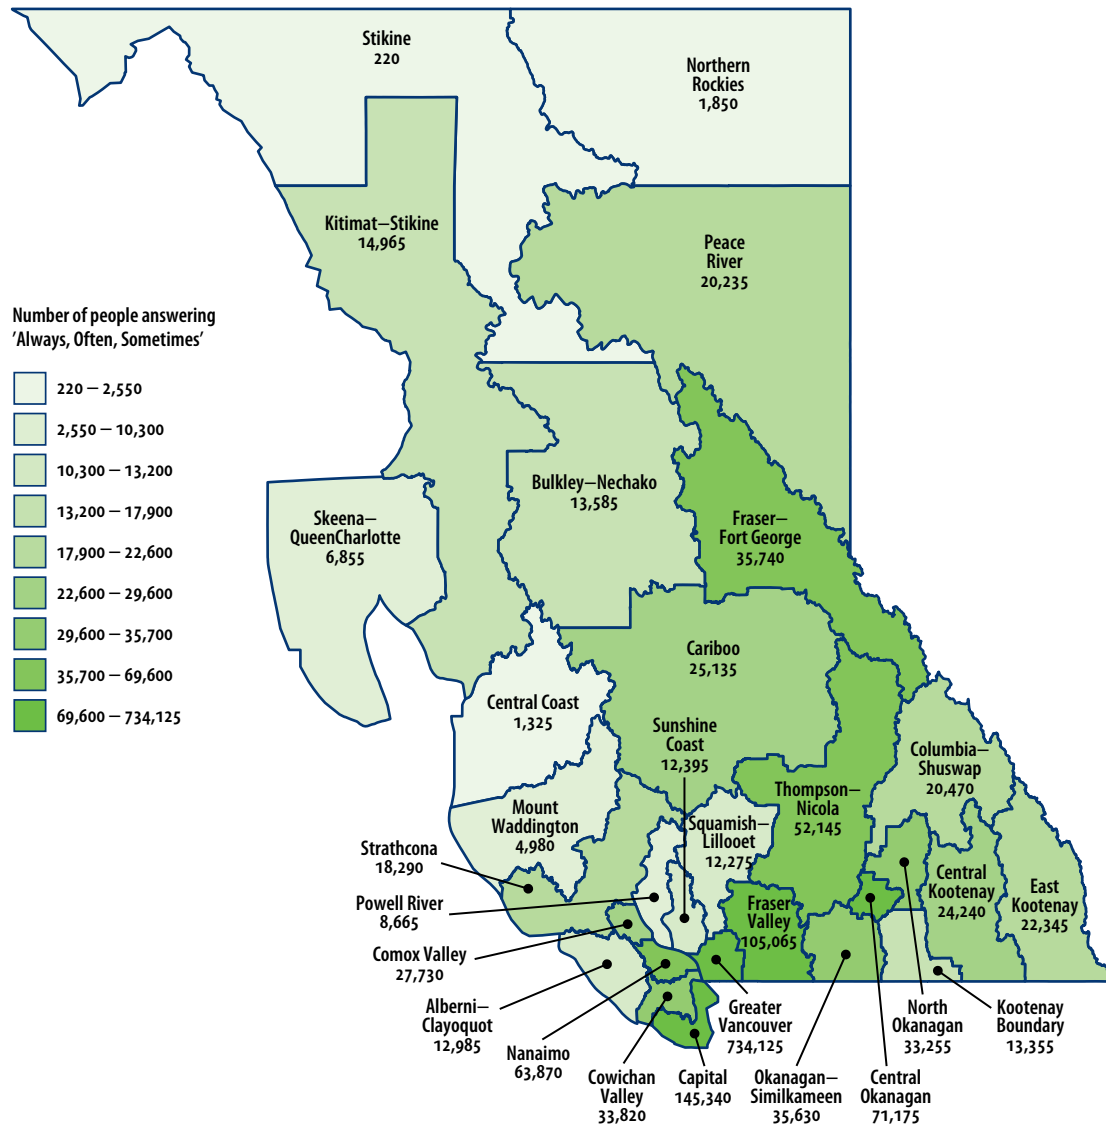 Stikine
220
Northern
Rockies
1,850
Kitimat–Stikine
14,965
Peace
River
20,235
Number of people answering
'Always, Often, Sometimes'
220 – 2,550
2,550 – 10,300
10,300 – 13,200
13,200 – 17,900
17,900 – 22,600
22,600 – 29,600
29,600 – 35,700
35,700 – 69,600
69,600 – 734,125
Bulkley–Nechako
13,585
Skeena–
QueenCharlotte
6,855
Fraser–
Fort George
35,740
Cariboo
25,135
Central Coast
1,325
Sunshine
Coast
12,395
Columbia–
Shuswap
20,470
Thompson–
Nicola
52,145
Mount
Waddington
4,980
Squamish–
Lillooet
12,275
Strathcona
18,290
Central
Kootenay
24,240
East
Kootenay
22,345
Powell River
8,665
Fraser
Valley
105,065
Comox Valley
27,730
Alberni–
Clayoquot
12,985
Nanaimo
63,870
Cowichan
Valley
33,820
Capital
145,340
Greater
Vancouver
734,125
Okanagan–
Similkameen
35,630
Central
Okanagan
71,175
North
Okanagan
33,255
Kootenay
Boundary
13,355